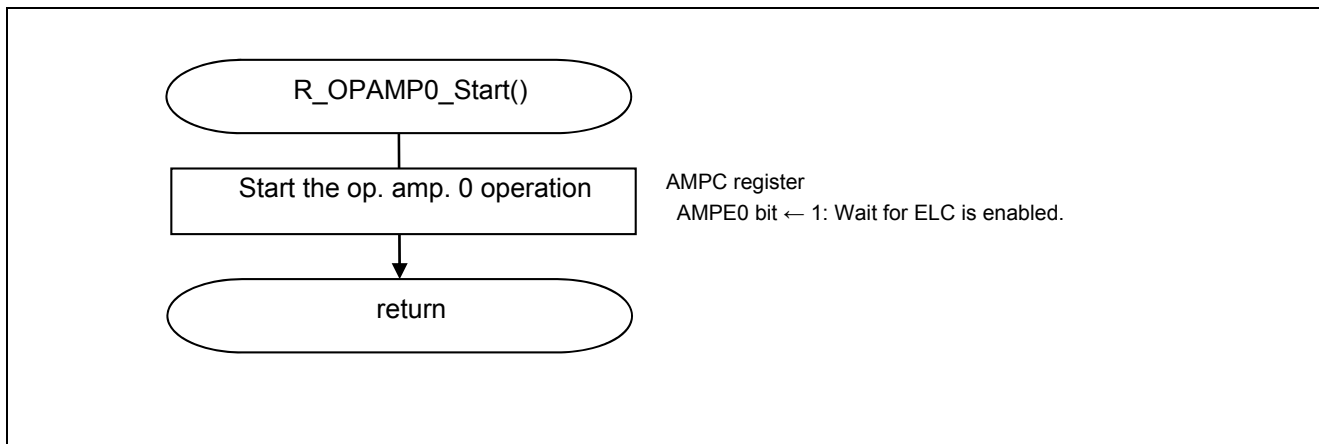 R_OPAMP0_Start()
Start the op. amp. 0 operation
AMPC register
AMPE0 bit ← 1: Wait for ELC is enabled.
return